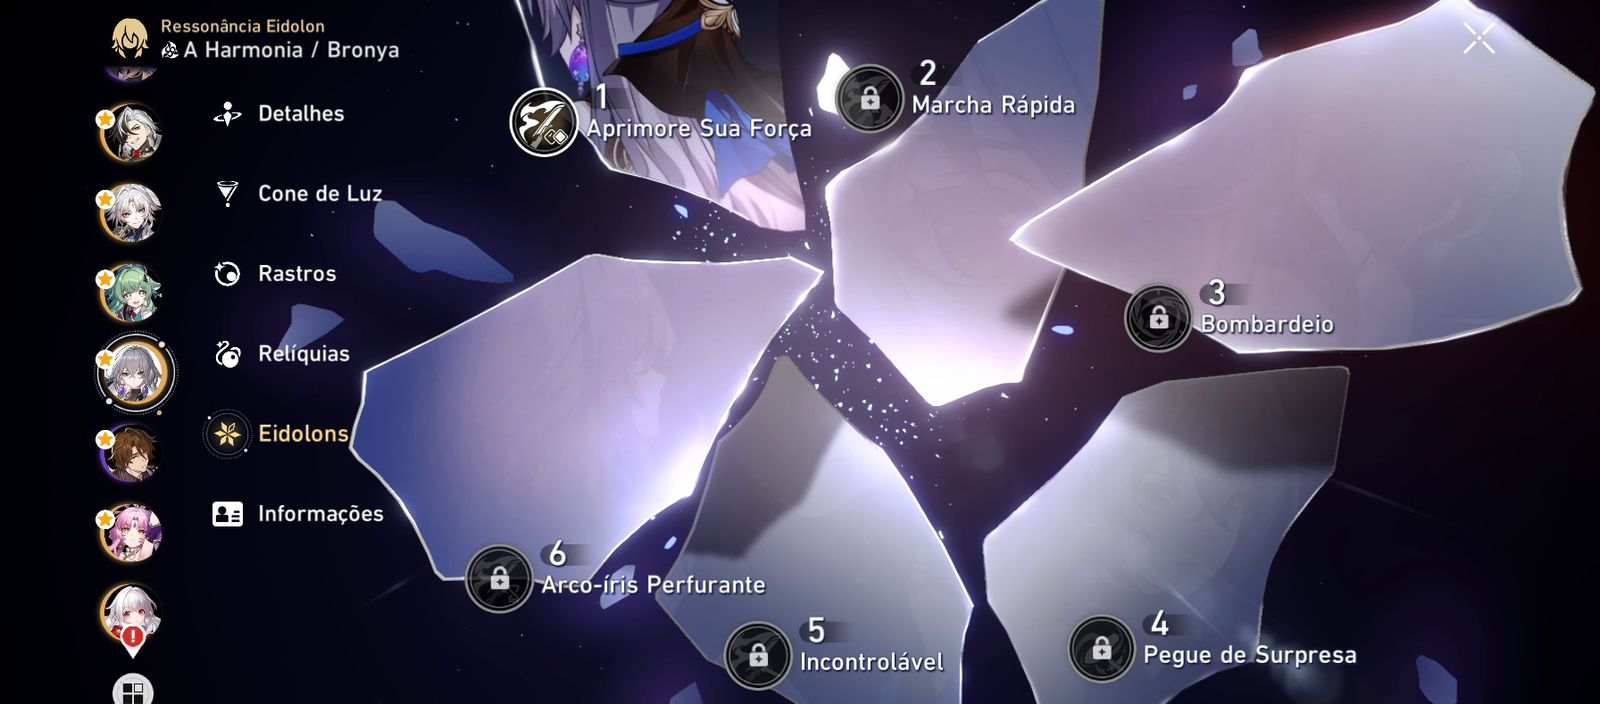 Ressonância Eidolon
A Harmonia / Bronya
Detalhes
Cone de Luz
Rastros
Relíquias
Eidolons
Informações
1
Aprimore Sua Força
2
Marcha Rápida
3
Bombardeio
4
Pegue de Surpresa
5
Incontrolável
6
Arco-íris Perfurante
!